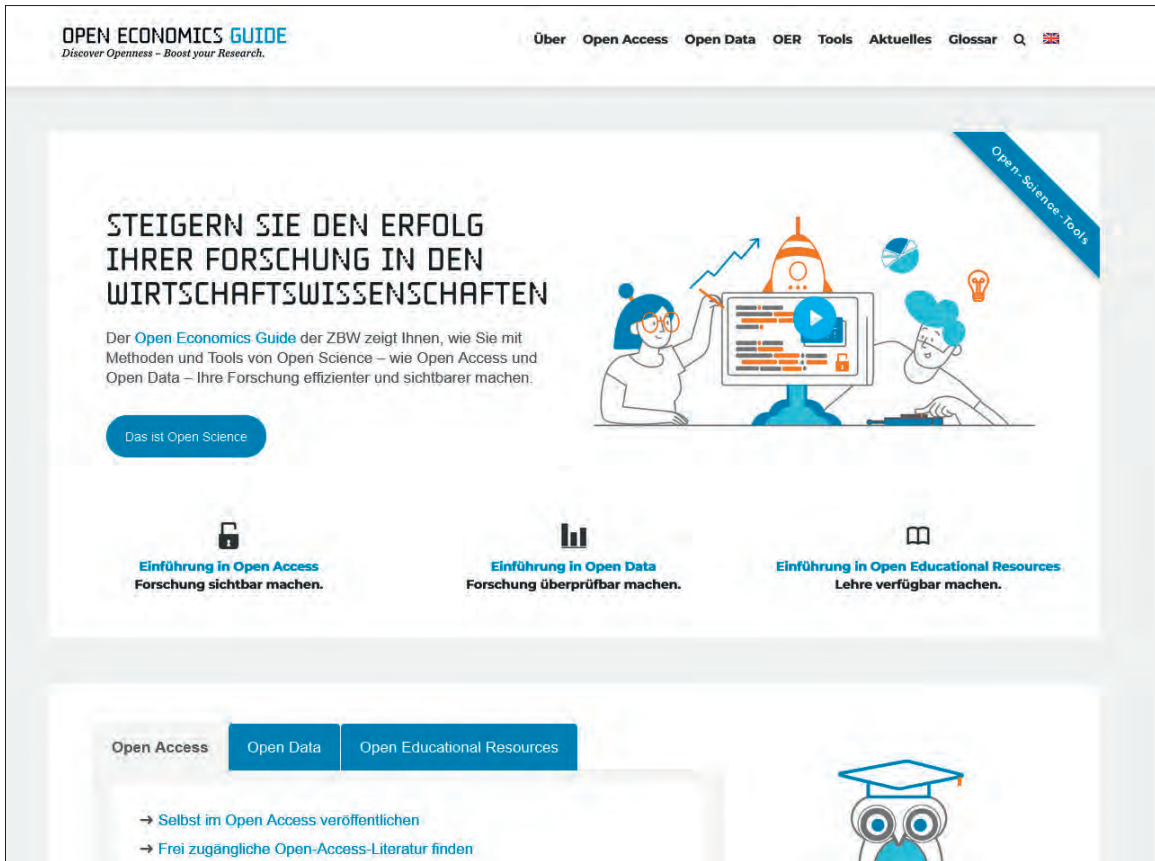 OPEN ECONOMICS GUIDE
Discover Openness – Boost your Research.
Über Open Access Open Data OER Tools Aktuelles Glossar
Open-Science-Tools
STEIGERN SIE DEN ERFOLG
IHRER FORSCHUNG IN DEN
WIRTSCHAFTSWISSENSCHAFTEN
Der Open Economics Guide der ZBW zeigt Ihnen, wie Sie mit
Methoden und Tools von Open Science – wie Open Access und
Open Data – Ihre Forschung effizienter und sichtbarer machen.
Das ist Open Science
Einführung in Open Access
Forschung sichtbar machen.
Einführung in Open Data
Forschung überprüfbar machen.
Einführung in Open Educational Resources
Lehre verfügbar machen.
Open Access Open Data Open Educational Resources
→ Selbst im Open Access veröffentlichen
→ Frei zugängliche Open-Access-Literatur finden